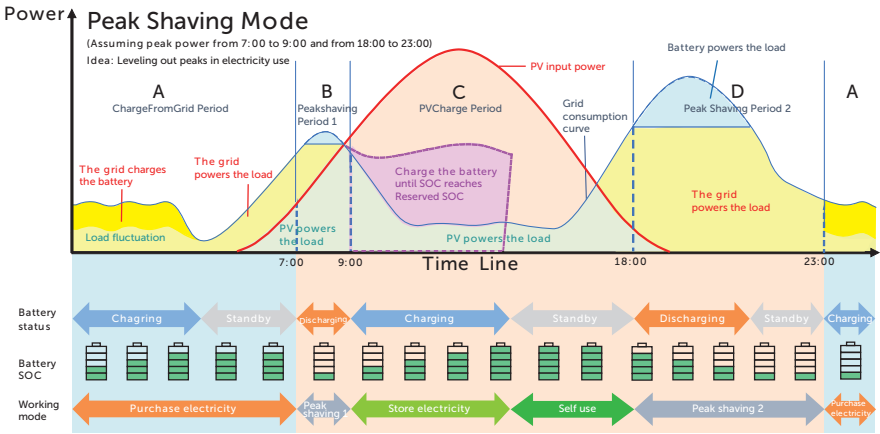 Power
Peak Shaving Mode
(Assuming peak power from 7:00 to 9:00 and from 18:00 to 23:00)
Idea: Leveling out peaks in electricity use
A
ChargeFromGrid Period
B
Peakshaving
Period 1
C
PVCharge Period
PV input power
Battery powers the load
D
Peak Shaving Period 2
A
Grid
consumption
curve
The grid charges
the battery
The grid
powers the load
Charge the battery
until SOC reaches
Reserved SOC
The grid
powers the load
Load fluctuation
PV powers
the load
PV powers the load
7:00
9:00
Time Line
18:00
23:00
Battery
status
Chagring
Standby
Discharging
Charging
Standby
Discharging
Standby
Charging
Battery
SOC
Working
mode
Purchase electricity
Peak
shaving 1
Store electricity
Self use
Peak shaving 2
Purchase
electricity